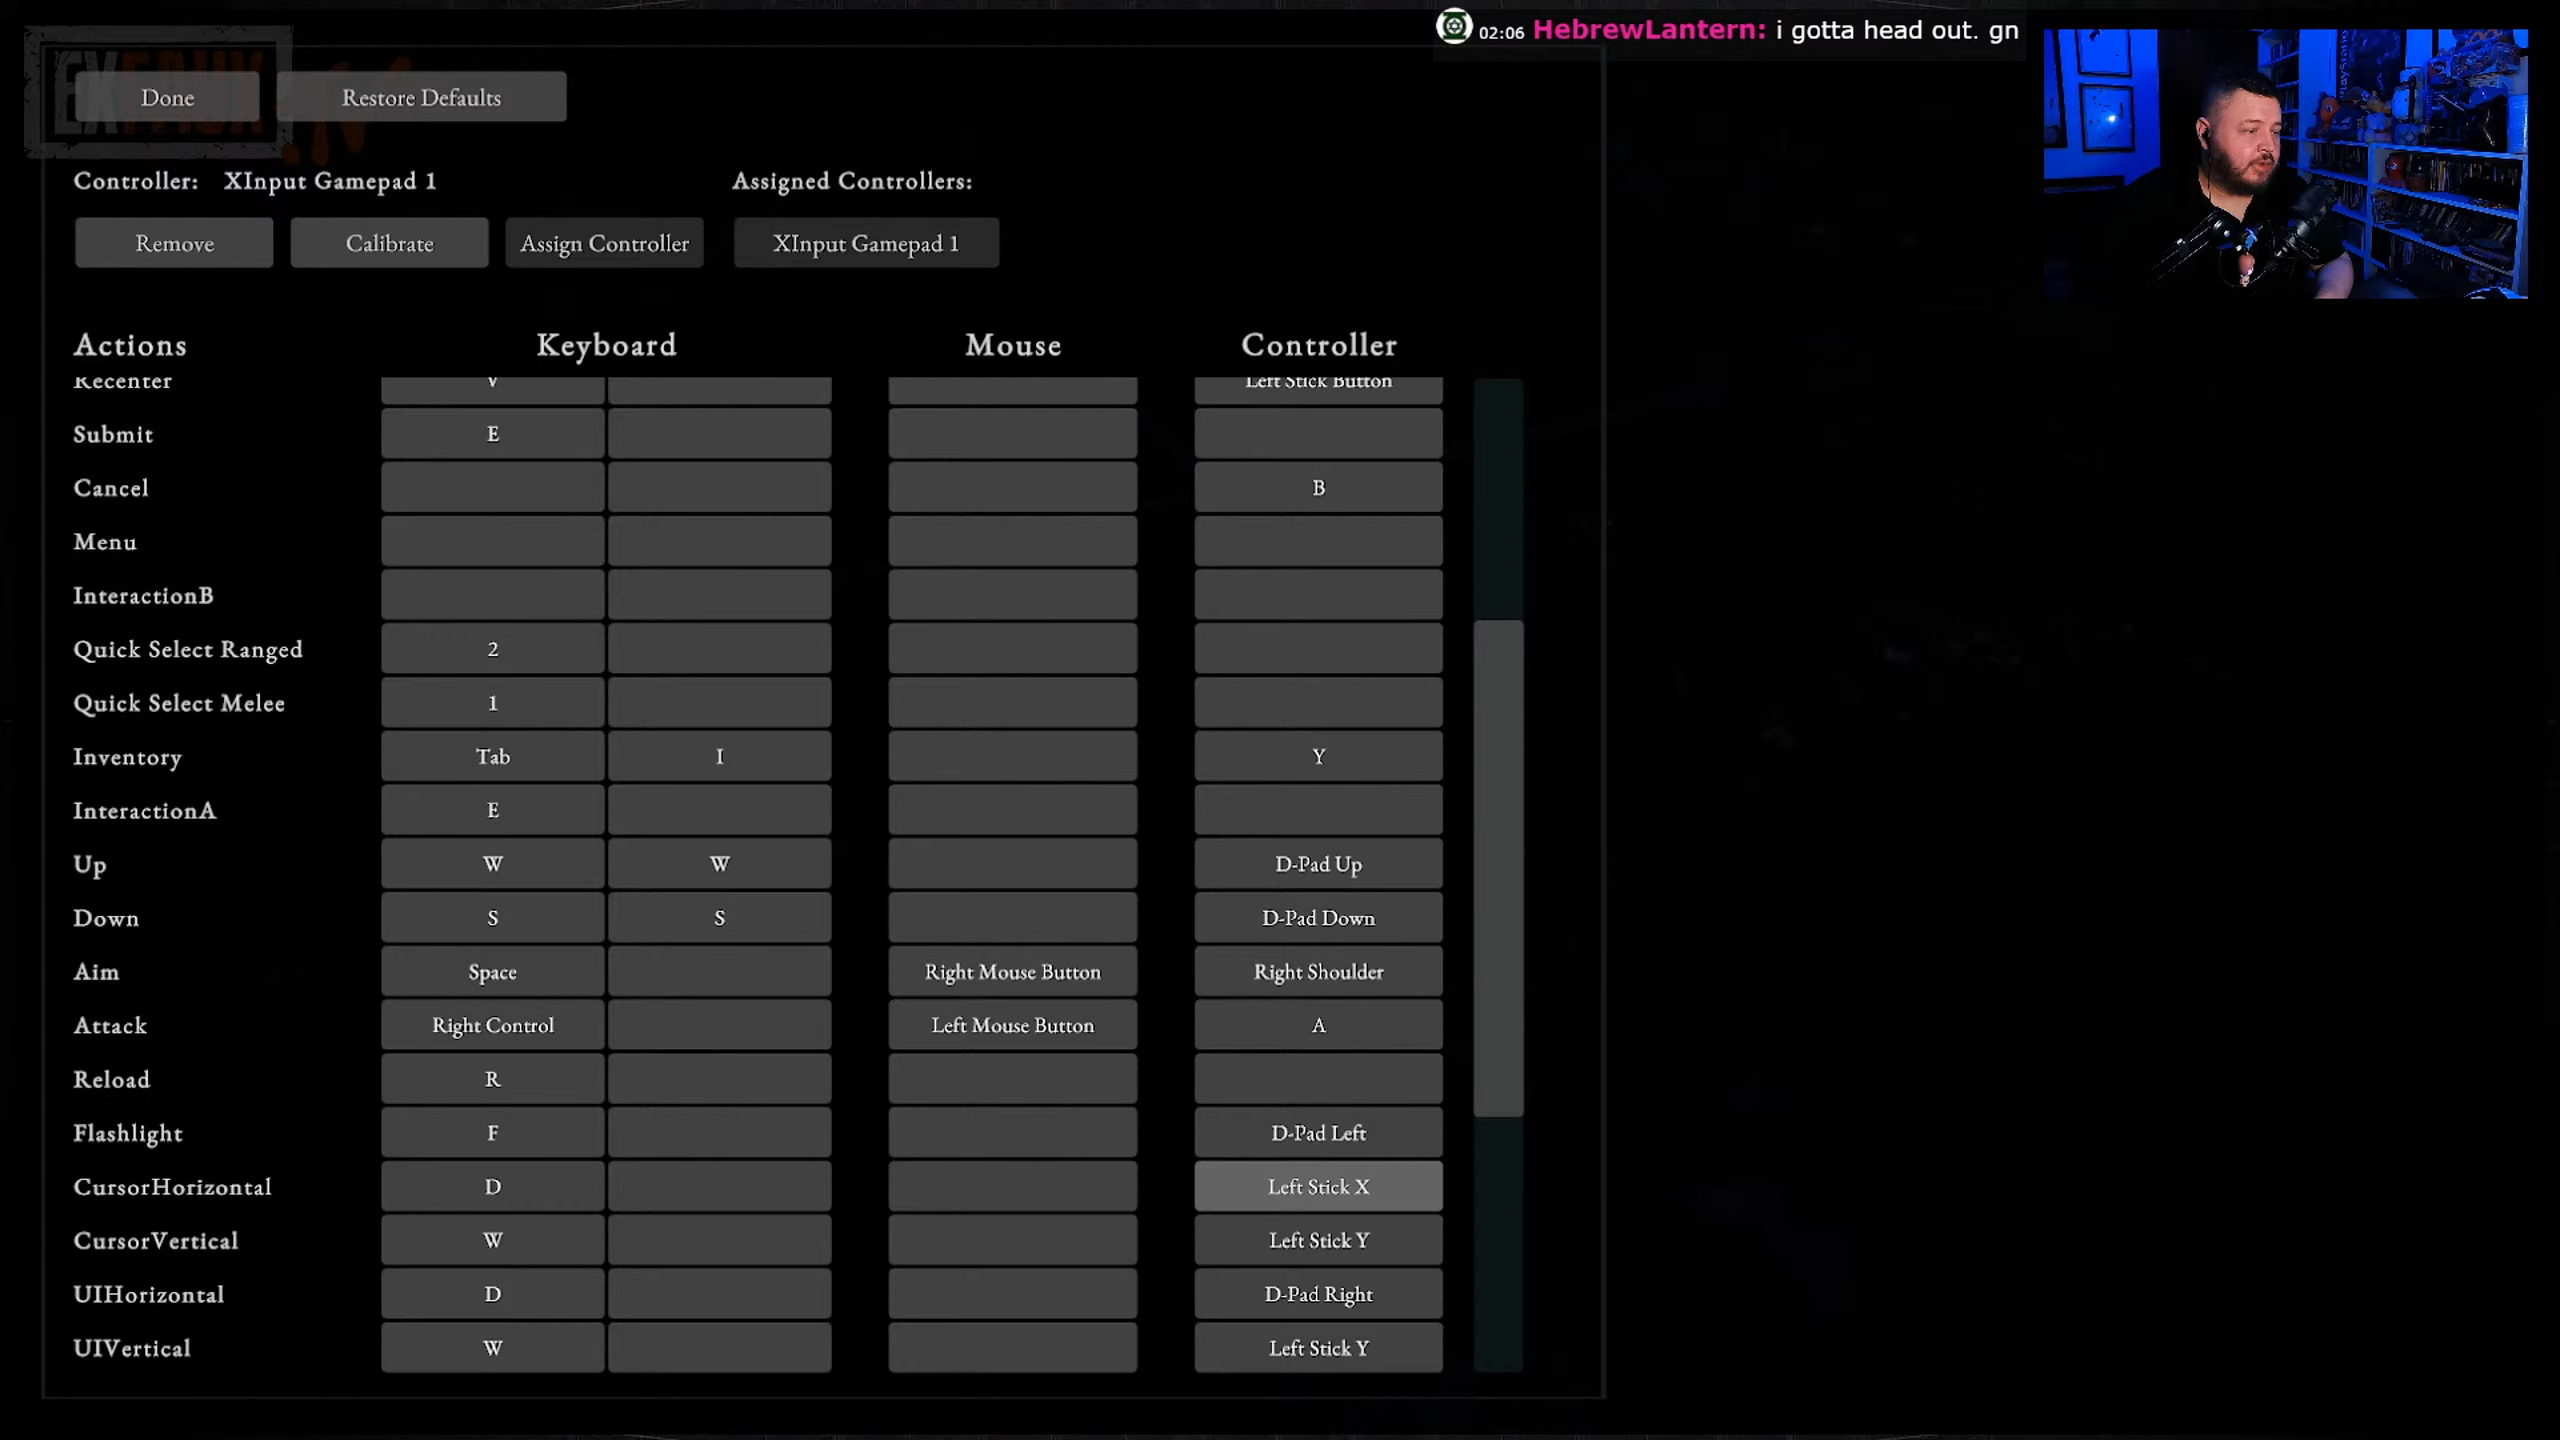 02:06 HebrewLantern: i gotta head out. gn
Done Restore Defaults
Controller: XInput Gamepad 1 Assigned Controllers:
Remove Calibrate Assign Controller XInput Gamepad 1
Actions Keyboard Mouse Controller
Recenter V Left Stick Button
Submit E
Cancel B
Menu
InteractionB
Quick Select Ranged 2
Quick Select Melee 1
Inventory Tab I Y
InteractionA E
Up W W D-Pad Up
Down S S D-Pad Down
Aim Space Right Mouse Button Right Shoulder
Attack Right Control Left Mouse Button A
Reload R
Flashlight F D-Pad Left
CursorHorizontal D Left Stick X
CursorVertical W Left Stick Y
UIHorizontal D D-Pad Right
UIVertical W Left Stick Y